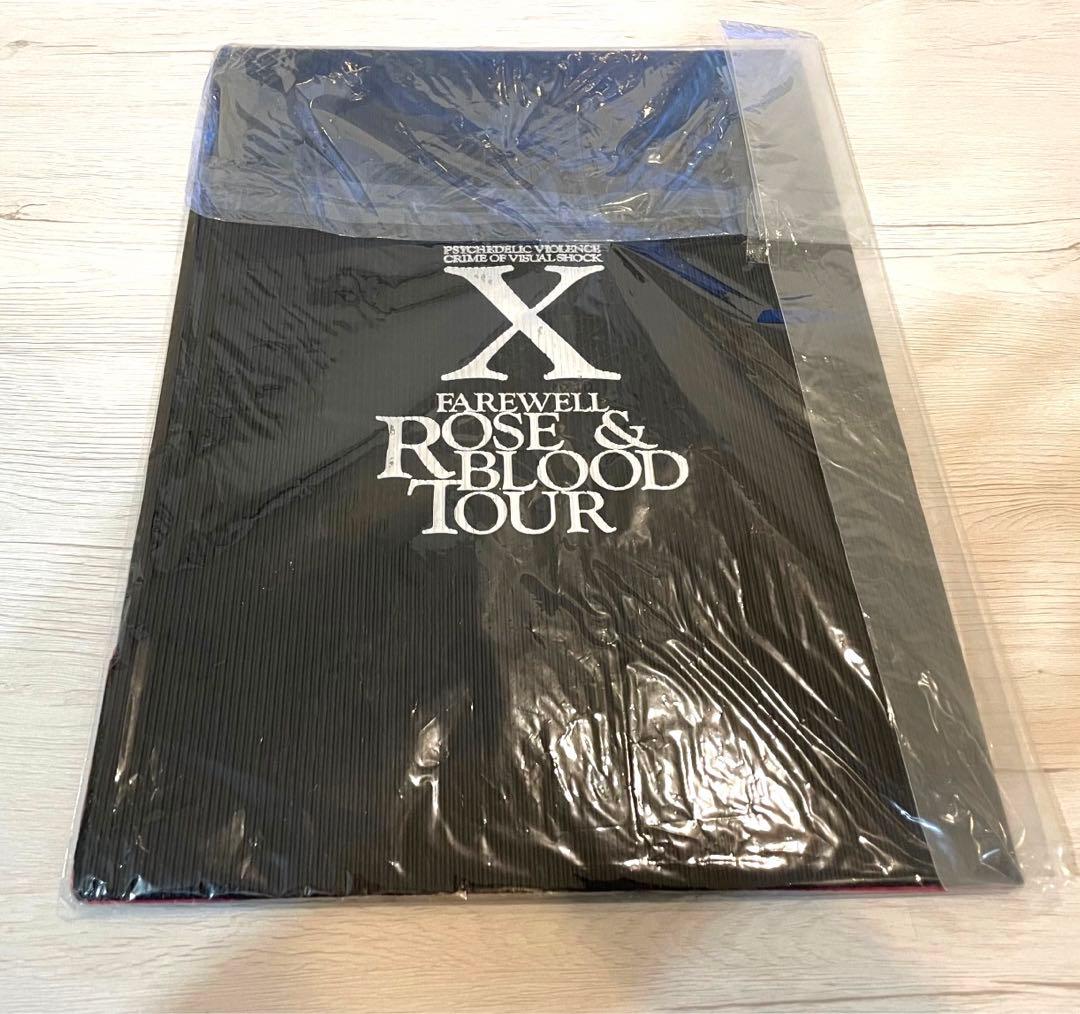 PSYCHEDELIC VIOLENCE
CRIME OF VISUAL SHOCK
X
FAREWELL
ROSE &
BLOOD
TOUR